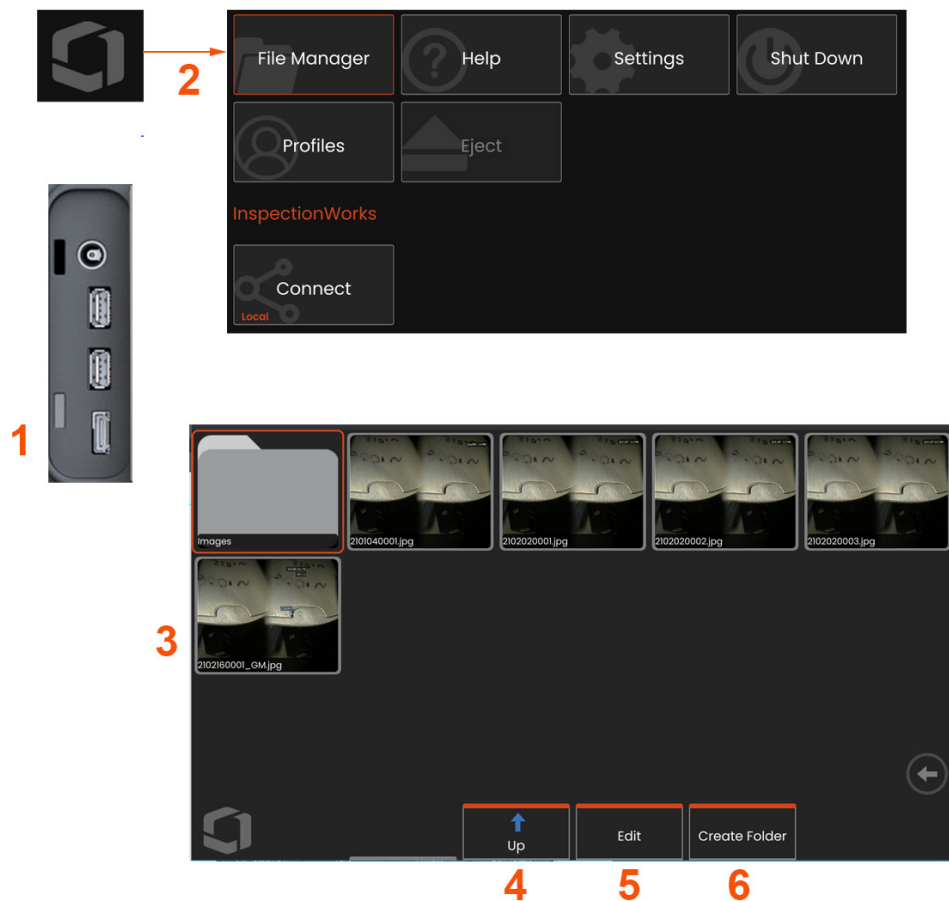 2
File Manager
Help
Settings
Shut Down
Profiles
Eject
InspectionWorks
Connect
Local
1
Images
2101040001.jpg
2102020001.jpg
2102020002.jpg
2102020003.jpg
3
2102160001_GM.jpg
Up
Edit
Create Folder
4
5
6